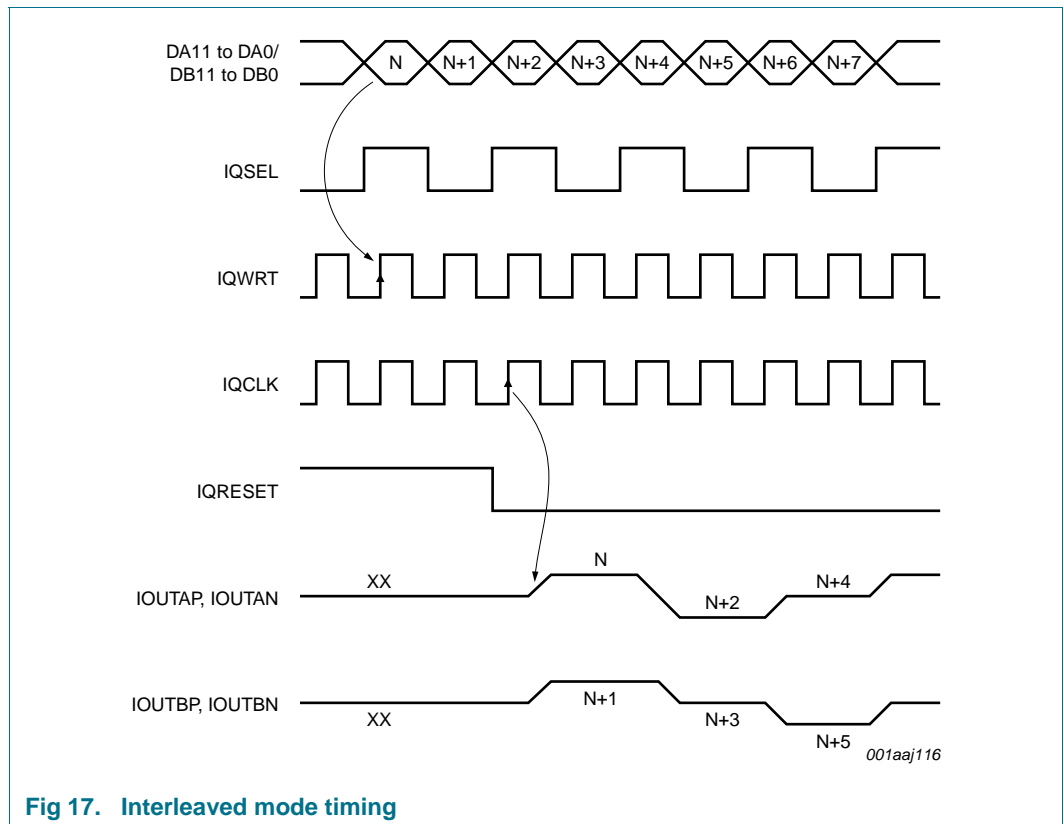 DA11 to DA0/
DB11 to DB0
N N+1 N+2 N+3 N+4 N+5 N+6 N+7
IQSEL
IQWRT
IQCLK
IQRESET
IOUTAP, IOUTAN
XX
N
N+2
N+4
IOUTBP, IOUTBN
XX
N+1
N+3
N+5
001aaj116
Fig 17. Interleaved mode timing